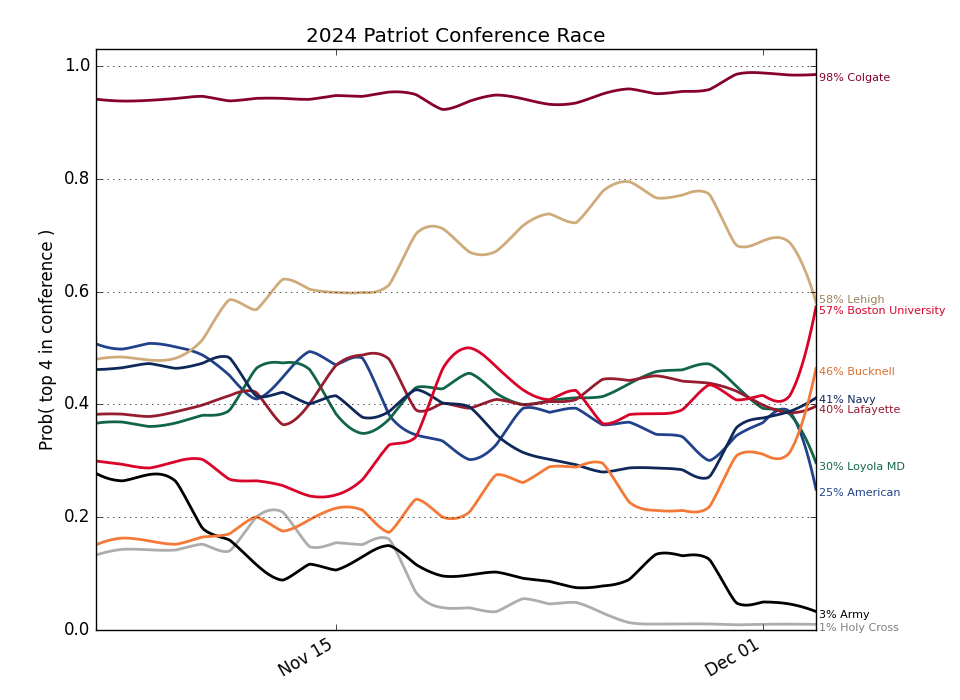 2024 Patriot Conference Race
Prob( top 4 in conference )
1.0
0.8
0.6
0.4
0.2
0.0
Nov 15
Dec 01
98% Colgate
58% Lehigh
57% Boston University
46% Bucknell
41% Navy
40% Lafayette
30% Loyola MD
25% American
3% Army
1% Holy Cross